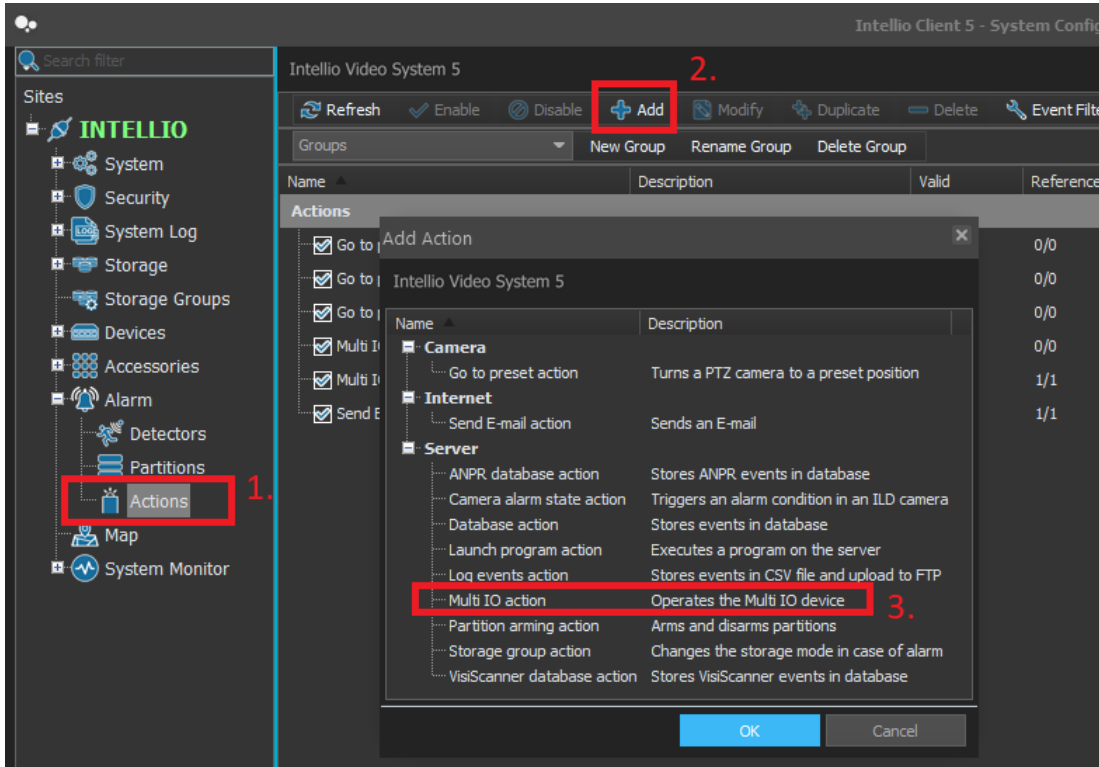 Intellio Client 5 - System Config
Search filter
Sites
INTELLIO
System
Security
System Log
Storage
Storage Groups
Devices
Accessories
Alarm
Detectors
Partitions
Actions
1.
Map
System Monitor
Intellio Video System 5
2.
Refresh Enable Disable Add Modify Duplicate Delete Event Filte
Groups New Group Rename Group Delete Group
Name Description Valid Reference
Actions
Go to p 0/0
Go to p 0/0
Go to p 0/0
Multi I 0/0
Multi I 1/1
Send E 1/1
Add Action
Intellio Video System 5
Name Description
Camera
Go to preset action Turns a PTZ camera to a preset position
Internet
Send E-mail action Sends an E-mail
Server
ANPR database action Stores ANPR events in database
Camera alarm state action Triggers an alarm condition in an ILD camera
Database action Stores events in database
Launch program action Executes a program on the server
Log events action Stores events in CSV file and upload to FTP
Multi IO action Operates the Multi IO device
3.
Partition arming action Arms and disarms partitions
Storage group action Changes the storage mode in case of alarm
VisiScanner database action Stores VisiScanner events in database
OK Cancel